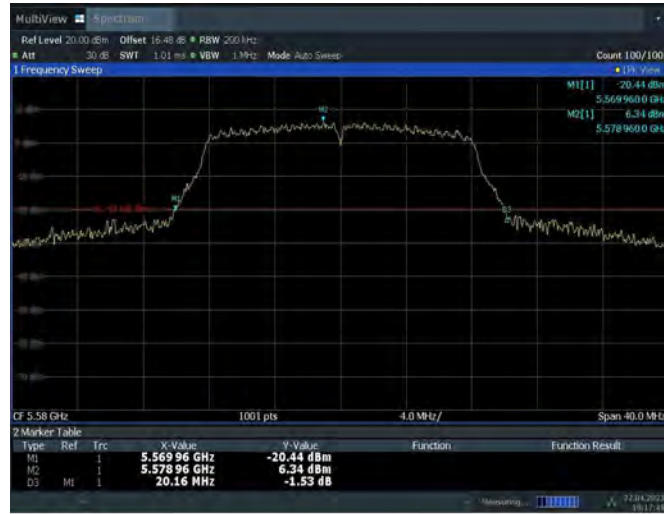 MultiView Spectrum
Ref Level 20.00 dBm Offset 16.48 dB RBW 200 kHz
Att 30 dB SWT 1.01 ms VBW 1 MHz Mode Auto Sweep Count 100/100
1 Frequency Sweep
M1[1] -20.44 dBm
5.5699600 GHz
M2[1] 6.34 dBm
5.5789600 GHz
M2
M1
D3
CF 5.58 GHz 1001 pts 4.0 MHz/ Span 40.0 MHz
2 Marker Table
Type Ref Trc X-Value Y-Value Function Function Result
M1 1 5.569 96 GHz -20.44 dBm
M2 1 5.578 96 GHz 6.34 dBm
D3 M1 1 20.16 MHz -1.53 dB
Measuring...